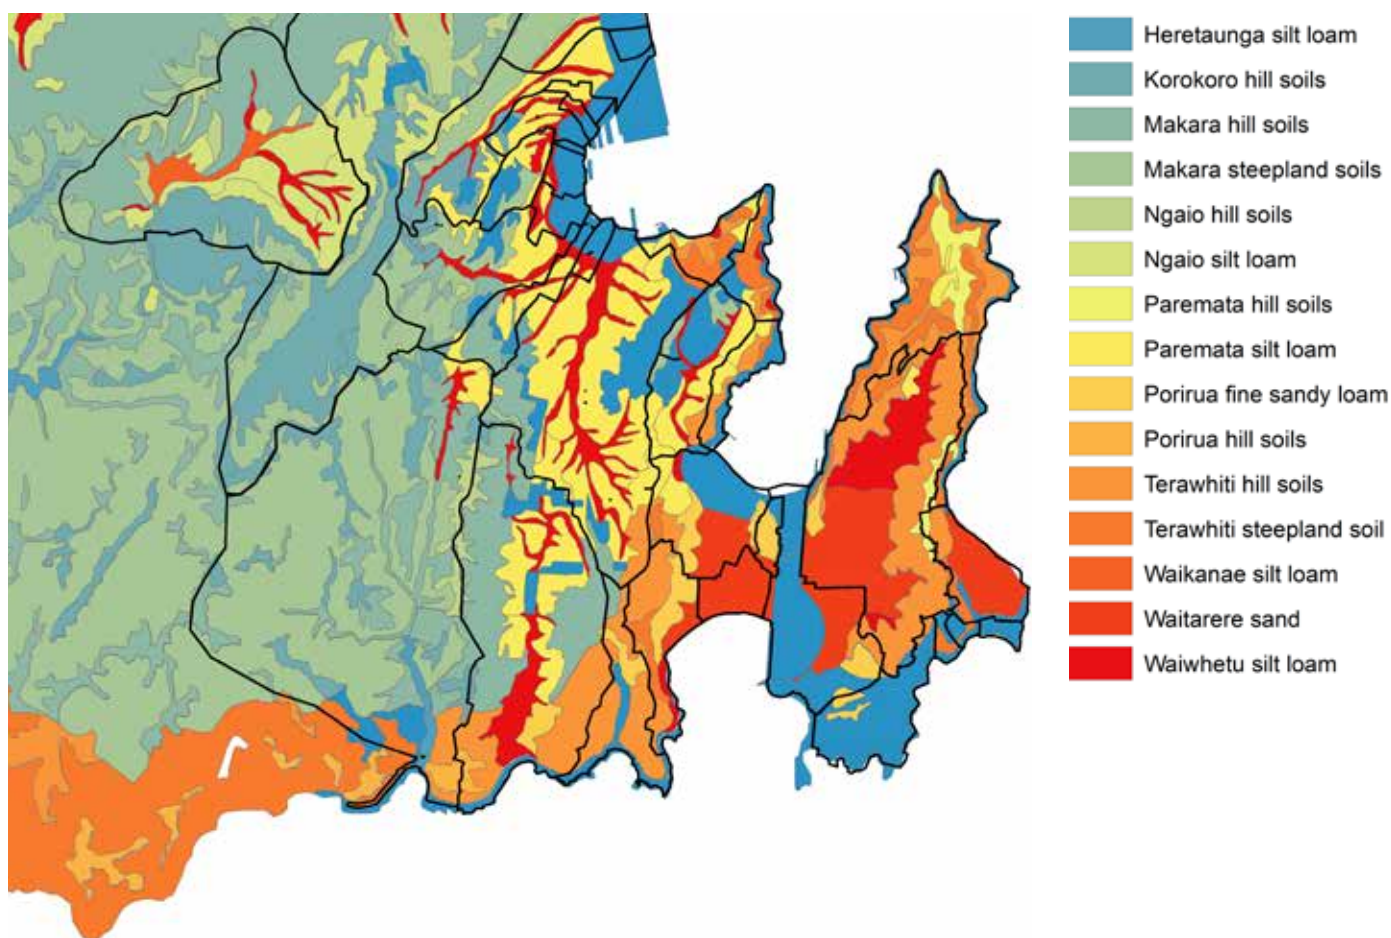 Heretaunga silt loam
Korokoro hill soils
Makara hill soils
Makara steepland soils
Ngaio hill soils
Ngaio silt loam
Paremata hill soils
Paremata silt loam
Porirua fine sandy loam
Porirua hill soils
Terawhiti hill soils
Terawhiti steepland soil
Waikanae silt loam
Waitarere sand
Waiwhetu silt loam